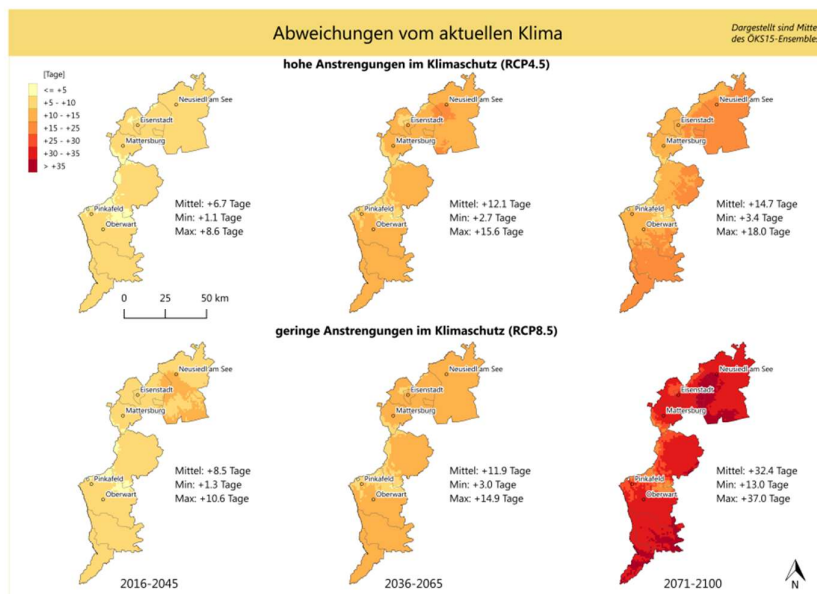 Abweichungen vom aktuellen Klima
Dargestellt sind Mitte
des ÖKS15-Ensembles
hohe Anstrengungen im Klimaschutz (RCP4.5)
[Tage]
<= +5
+5 - +10
+10 - +15
+15 - +25
+25 - +30
+30 - +35
> +35
Neusiedl am See
Eisenstadt
Mattersburg
Pinkafeld
Oberwart
Mittel: +6.7 Tage
Min: +1.1 Tage
Max: +8.6 Tage
0 25 50 km
Neusiedl am See
Eisenstadt
Mattersburg
Pinkafeld
Oberwart
Mittel: +12.1 Tage
Min: +2.7 Tage
Max: +15.6 Tage
Neusiedl am See
Eisenstadt
Mattersburg
Pinkafeld
Oberwart
Mittel: +14.7 Tage
Min: +3.4 Tage
Max: +18.0 Tage
geringe Anstrengungen im Klimaschutz (RCP8.5)
Neusiedl am See
Eisenstadt
Mattersburg
Pinkafeld
Oberwart
Mittel: +8.5 Tage
Min: +1.3 Tage
Max: +10.6 Tage
2016-2045
Neusiedl am See
Eisenstadt
Mattersburg
Pinkafeld
Oberwart
Mittel: +11.9 Tage
Min: +3.0 Tage
Max: +14.9 Tage
2036-2065
Neusiedl am See
Eisenstadt
Mattersburg
Pinkafeld
Oberwart
Mittel: +32.4 Tage
Min: +13.0 Tage
Max: +37.0 Tage
2071-2100
N